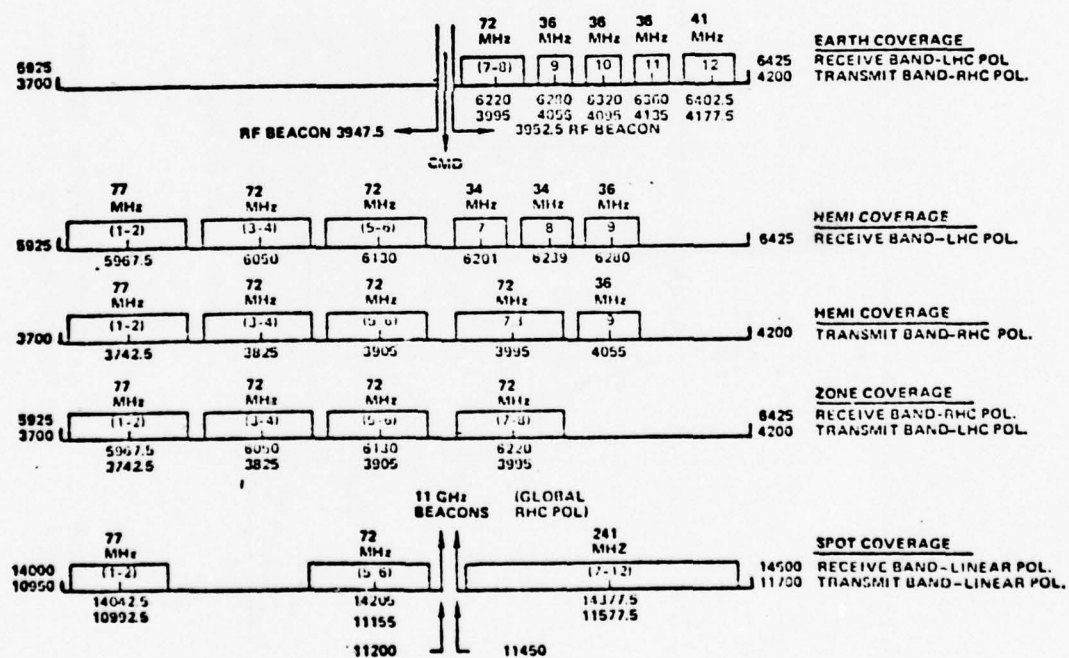 72 36 36 36 41
MHz MHz MHz MHz MHz
EARTH COVERAGE
5925 (7-8) 9 10 11 12 6425 RECEIVE BAND-LHC POL
3700 4200 TRANSMIT BAND-RHC POL.
6220 6280 6320 6360 6402.5
3995 4055 4095 4135 4177.5
RF BEACON 3947.5 3952.5 RF BEACON
CMD
77 72 72 34 34 36
MHz MHz MHz MHz MHz MHz
HEMI COVERAGE
(1-2) (3-4) (5-6) 7 8 9
5925 6425 RECEIVE BAND-LHC POL.
5967.5 6050 6130 6201 6239 6280
77 72 72 72 36
MHz MHz MHz MHz MHz
HEMI COVERAGE
(1-2) (3-4) (5-6) 9
3700 4200 TRANSMIT BAND-RHC POL.
3742.5 3825 3905 3995 4055
77 72 72 72
MHz MHz MHz MHz
ZONE COVERAGE
5925 (1-2) (3-4) (5-6) (7-8) 6425 RECEIVE BAND-RHC POL.
3700 4200 TRANSMIT BAND-LHC POL.
5967.5 6050 6130 6220
3742.5 3825 3905 3995
11 GHz (GLOBAL
BEACONS RHC POL)
77 72 241
MHz MHz MHZ
SPOT COVERAGE
14000 (1-2) (5-6) (7-12) 14500 RECEIVE BAND-LINEAR POL.
10950 11700 TRANSMIT BAND-LINEAR POL.
14042.5 14205 14377.5
10992.5 11155 11577.5
11200 11450